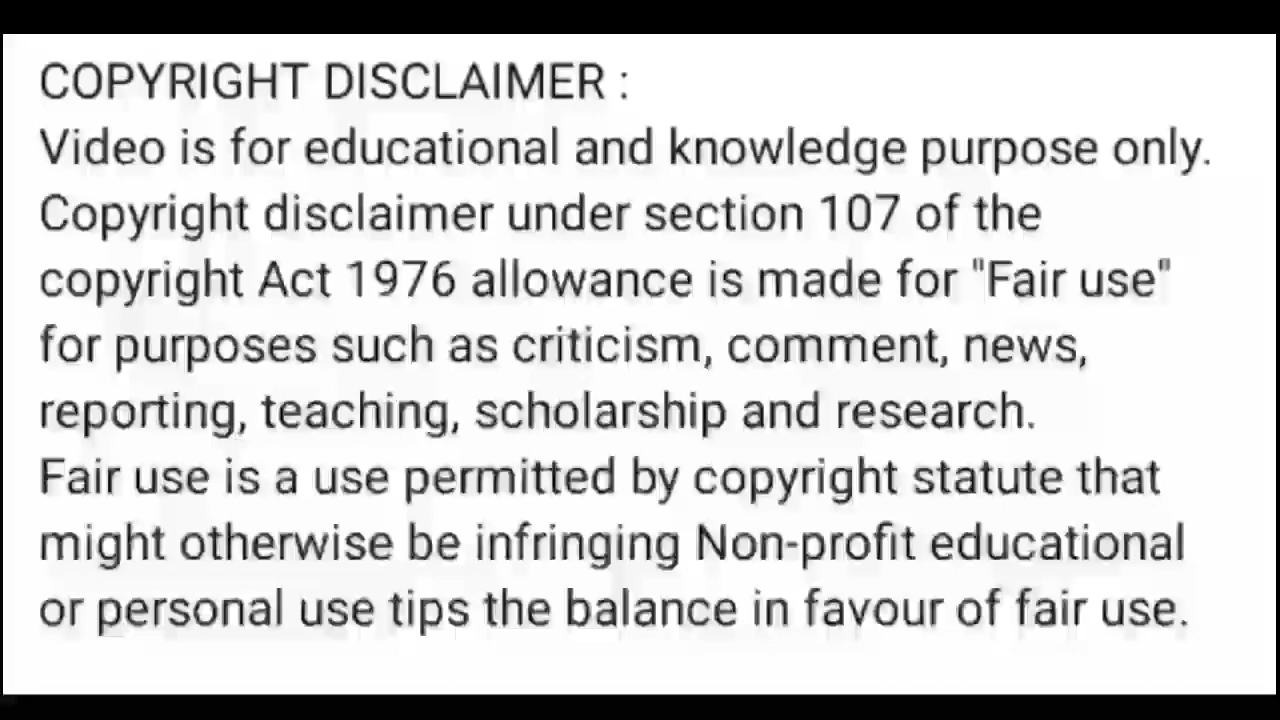 COPYRIGHT DISCLAIMER :
Video is for educational and knowledge purpose only.
Copyright disclaimer under section 107 of the
copyright Act 1976 allowance is made for "Fair use"
for purposes such as criticism, comment, news,
reporting, teaching, scholarship and research.
Fair use is a use permitted by copyright statute that
might otherwise be infringing Non-profit educational
or personal use tips the balance in favour of fair use.